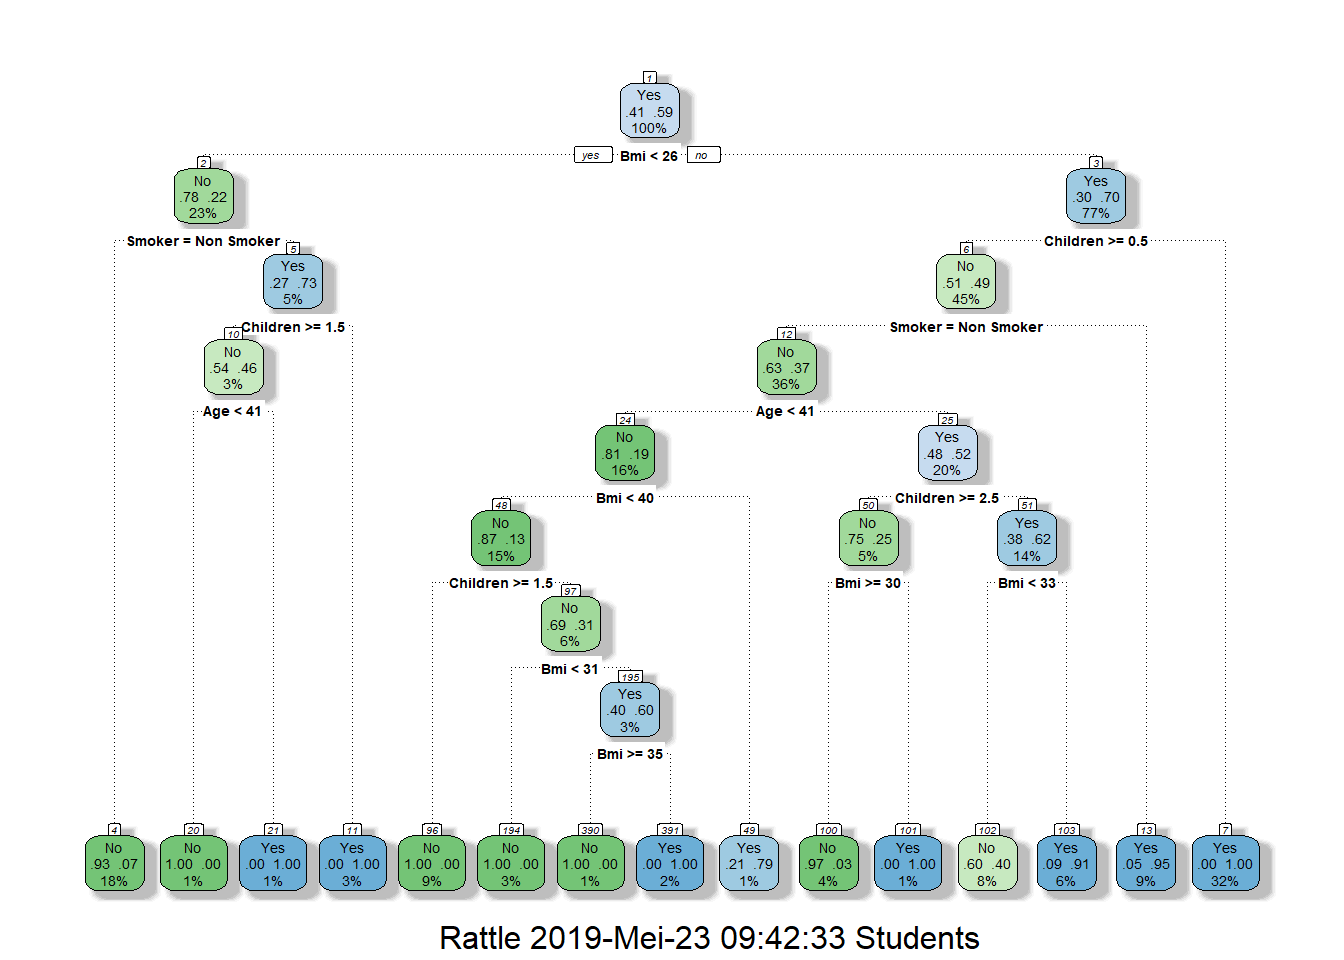 1
Yes
.41 .59
100%
yes Bmi < 26 no
2
No
.78 .22
23%
3
Yes
.30 .70
77%
Smoker = Non Smoker
Children >= 0.5
5
Yes
.27 .73
5%
6
No
.51 .49
45%
Children >= 1.5
Smoker = Non Smoker
10
No
.54 .46
3%
12
No
.63 .37
36%
Age < 41
Age < 41
24
No
.81 .19
16%
25
Yes
.48 .52
20%
Bmi < 40
Children >= 2.5
48
No
.87 .13
15%
50
No
.75 .25
5%
51
Yes
.38 .62
14%
Children >= 1.5
Bmi >= 30
Bmi < 33
97
No
.69 .31
6%
Bmi < 31
195
Yes
.40 .60
3%
Bmi >= 35
4
No
.93 .07
18%
20
No
1.00 .00
1%
21
Yes
.00 1.00
1%
11
Yes
.00 1.00
3%
96
No
1.00 .00
9%
194
No
1.00 .00
3%
390
No
1.00 .00
1%
391
Yes
.00 1.00
2%
49
Yes
.21 .79
1%
100
No
.97 .03
4%
101
Yes
.00 1.00
1%
102
No
.60 .40
8%
103
Yes
.09 .91
6%
13
Yes
.05 .95
9%
7
Yes
.00 1.00
32%
Rattle 2019-Mei-23 09:42:33 Students